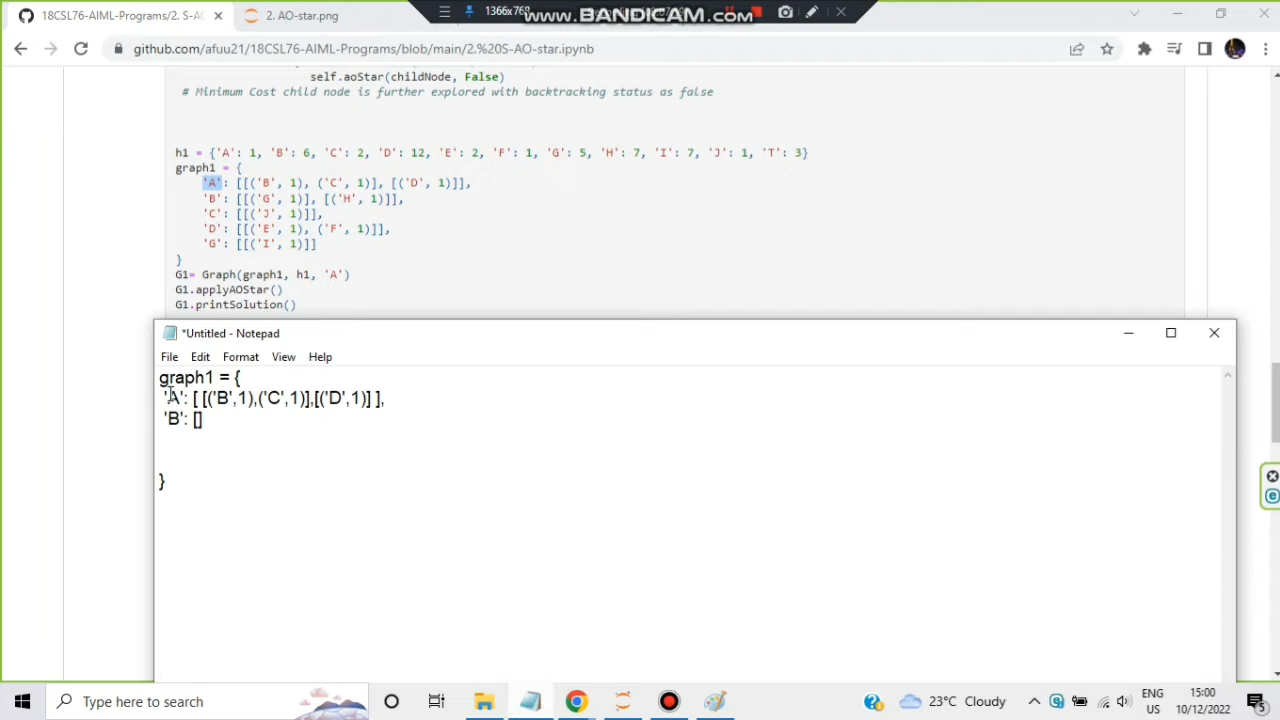 18CSL76-AIML-Programs/2. S-AO
2. AO-star.png
1366x768
www.BANDICAM.com
github.com/afuu21/18CSL76-AIML-Programs/blob/main/2.%20S-AO-star.ipynb
self.aoStar(childNode, False)
# Minimum Cost child node is further explored with backtracking status as false
h1 = {'A': 1, 'B': 6, 'C': 2, 'D': 12, 'E': 2, 'F': 1, 'G': 5, 'H': 7, 'I': 7, 'J': 1, 'T': 3}
graph1 = {
'A': [[('B', 1), ('C', 1)], [('D', 1)]],
'B': [[('G', 1)], [('H', 1)]],
'C': [[('J', 1)]],
'D': [[('E', 1), ('F', 1)]],
'G': [[('I', 1)]]
}
G1= Graph(graph1, h1, 'A')
G1.applyAOStar()
G1.printSolution()
*Untitled - Notepad
File Edit Format View Help
graph1 = {
'A': [ [('B',1),('C',1)],[('D',1)] ],
'B': []
}
Type here to search
23°C Cloudy
ENG
US
15:00
10/12/2022
5